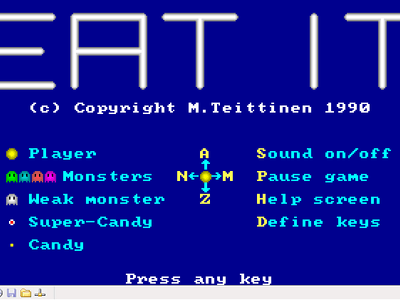 EAT IT
(c) Copyright M.Teittinen 1990
Player A Sound on/off
Monsters N M Pause game
Weak monster Z Help screen
Super-Candy Define keys
Candy
Press any key